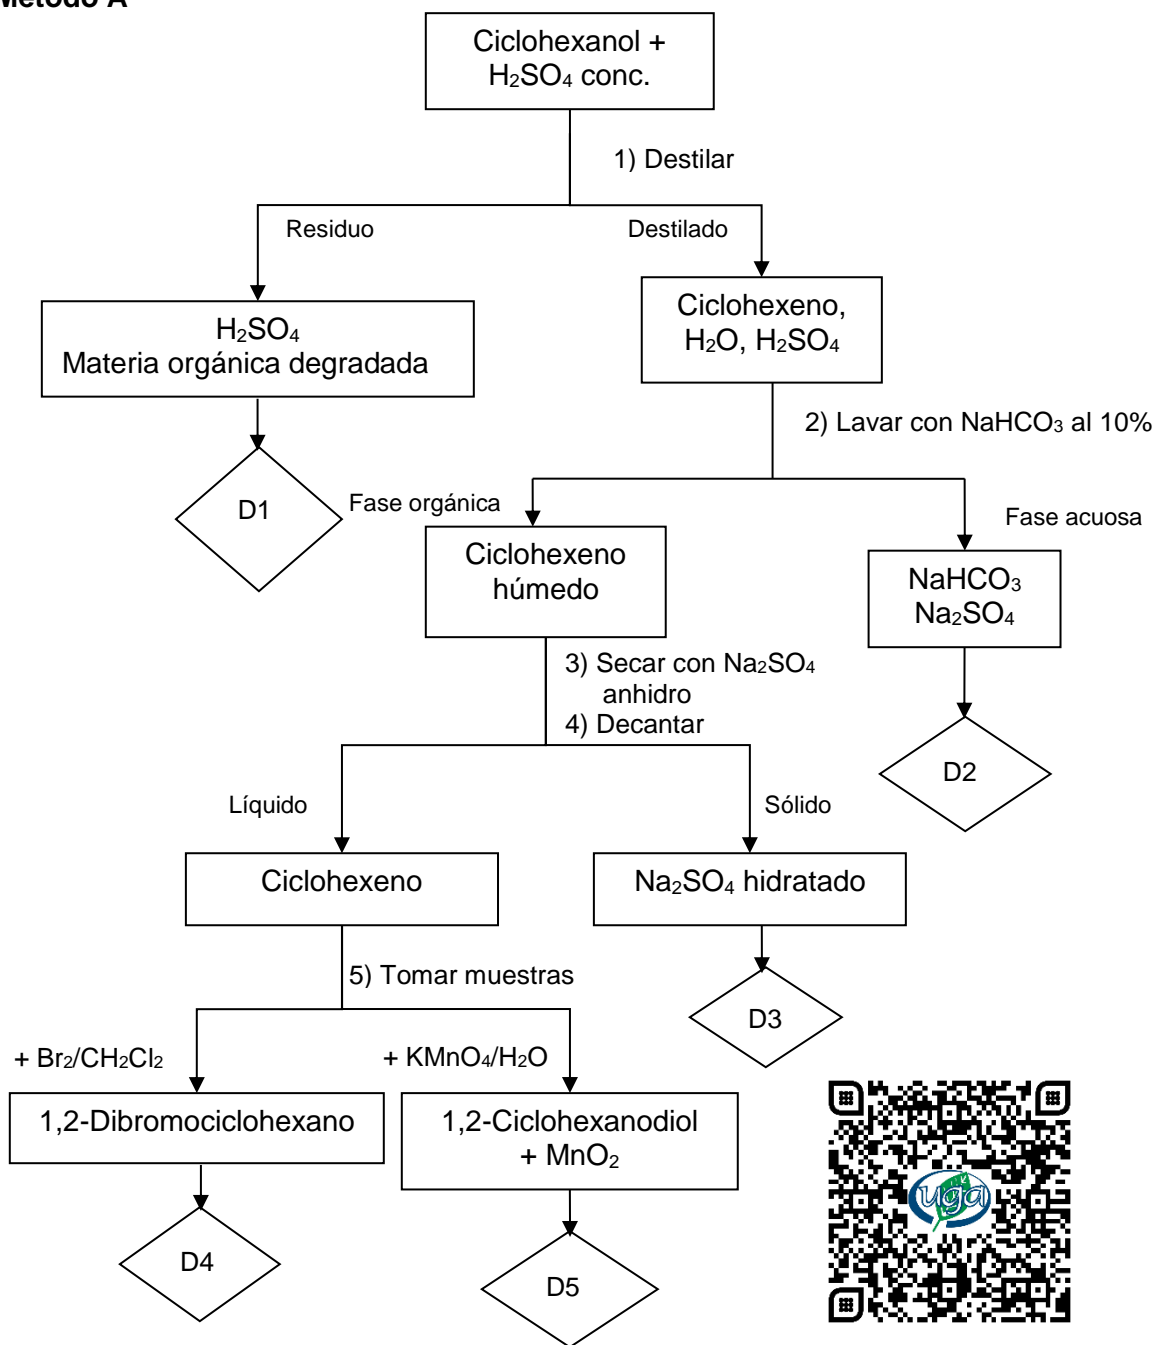 Método A
Ciclohexanol +
H₂SO₄ conc.
1) Destilar
Residuo
Destilado
H₂SO₄
Materia orgánica degradada
Ciclohexeno,
H₂O, H₂SO₄
2) Lavar con NaHCO₃ al 10%
D1
Fase orgánica
Fase acuosa
Ciclohexeno
húmedo
NaHCO₃
Na₂SO₄
3) Secar con Na₂SO₄
anhidro
4) Decantar
D2
Líquido
Sólido
Ciclohexeno
Na₂SO₄ hidratado
5) Tomar muestras
D3
+ Br₂/CH₂Cl₂
+ KMnO₄/H₂O
1,2-Dibromociclohexano
1,2-Ciclohexanodiol
+ MnO₂
uga
D4
D5